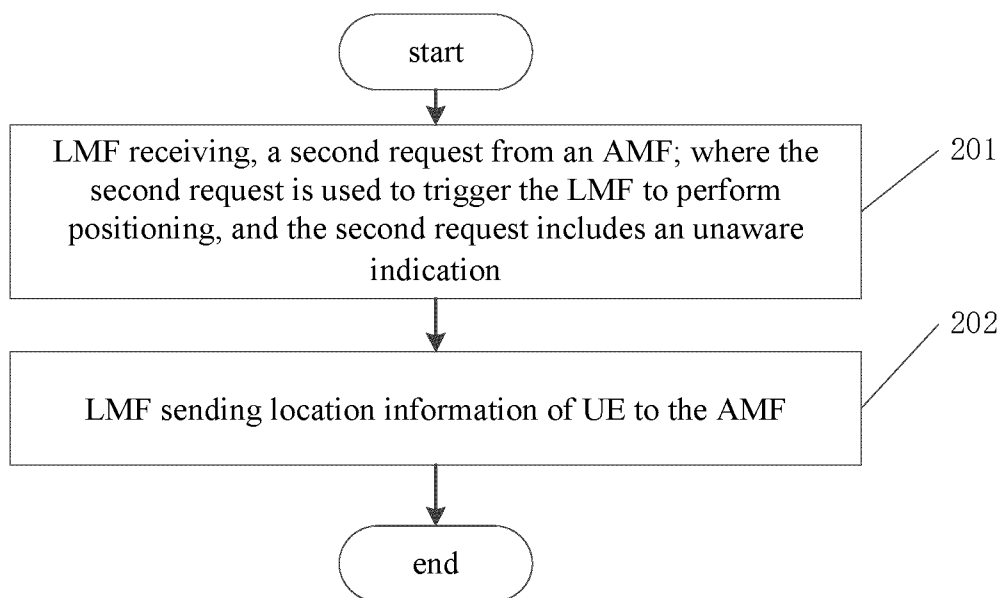 start
LMF receiving, a second request from an AMF; where the
second request is used to trigger the LMF to perform
positioning, and the second request includes an unaware
indication
201
LMF sending location information of UE to the AMF
202
end